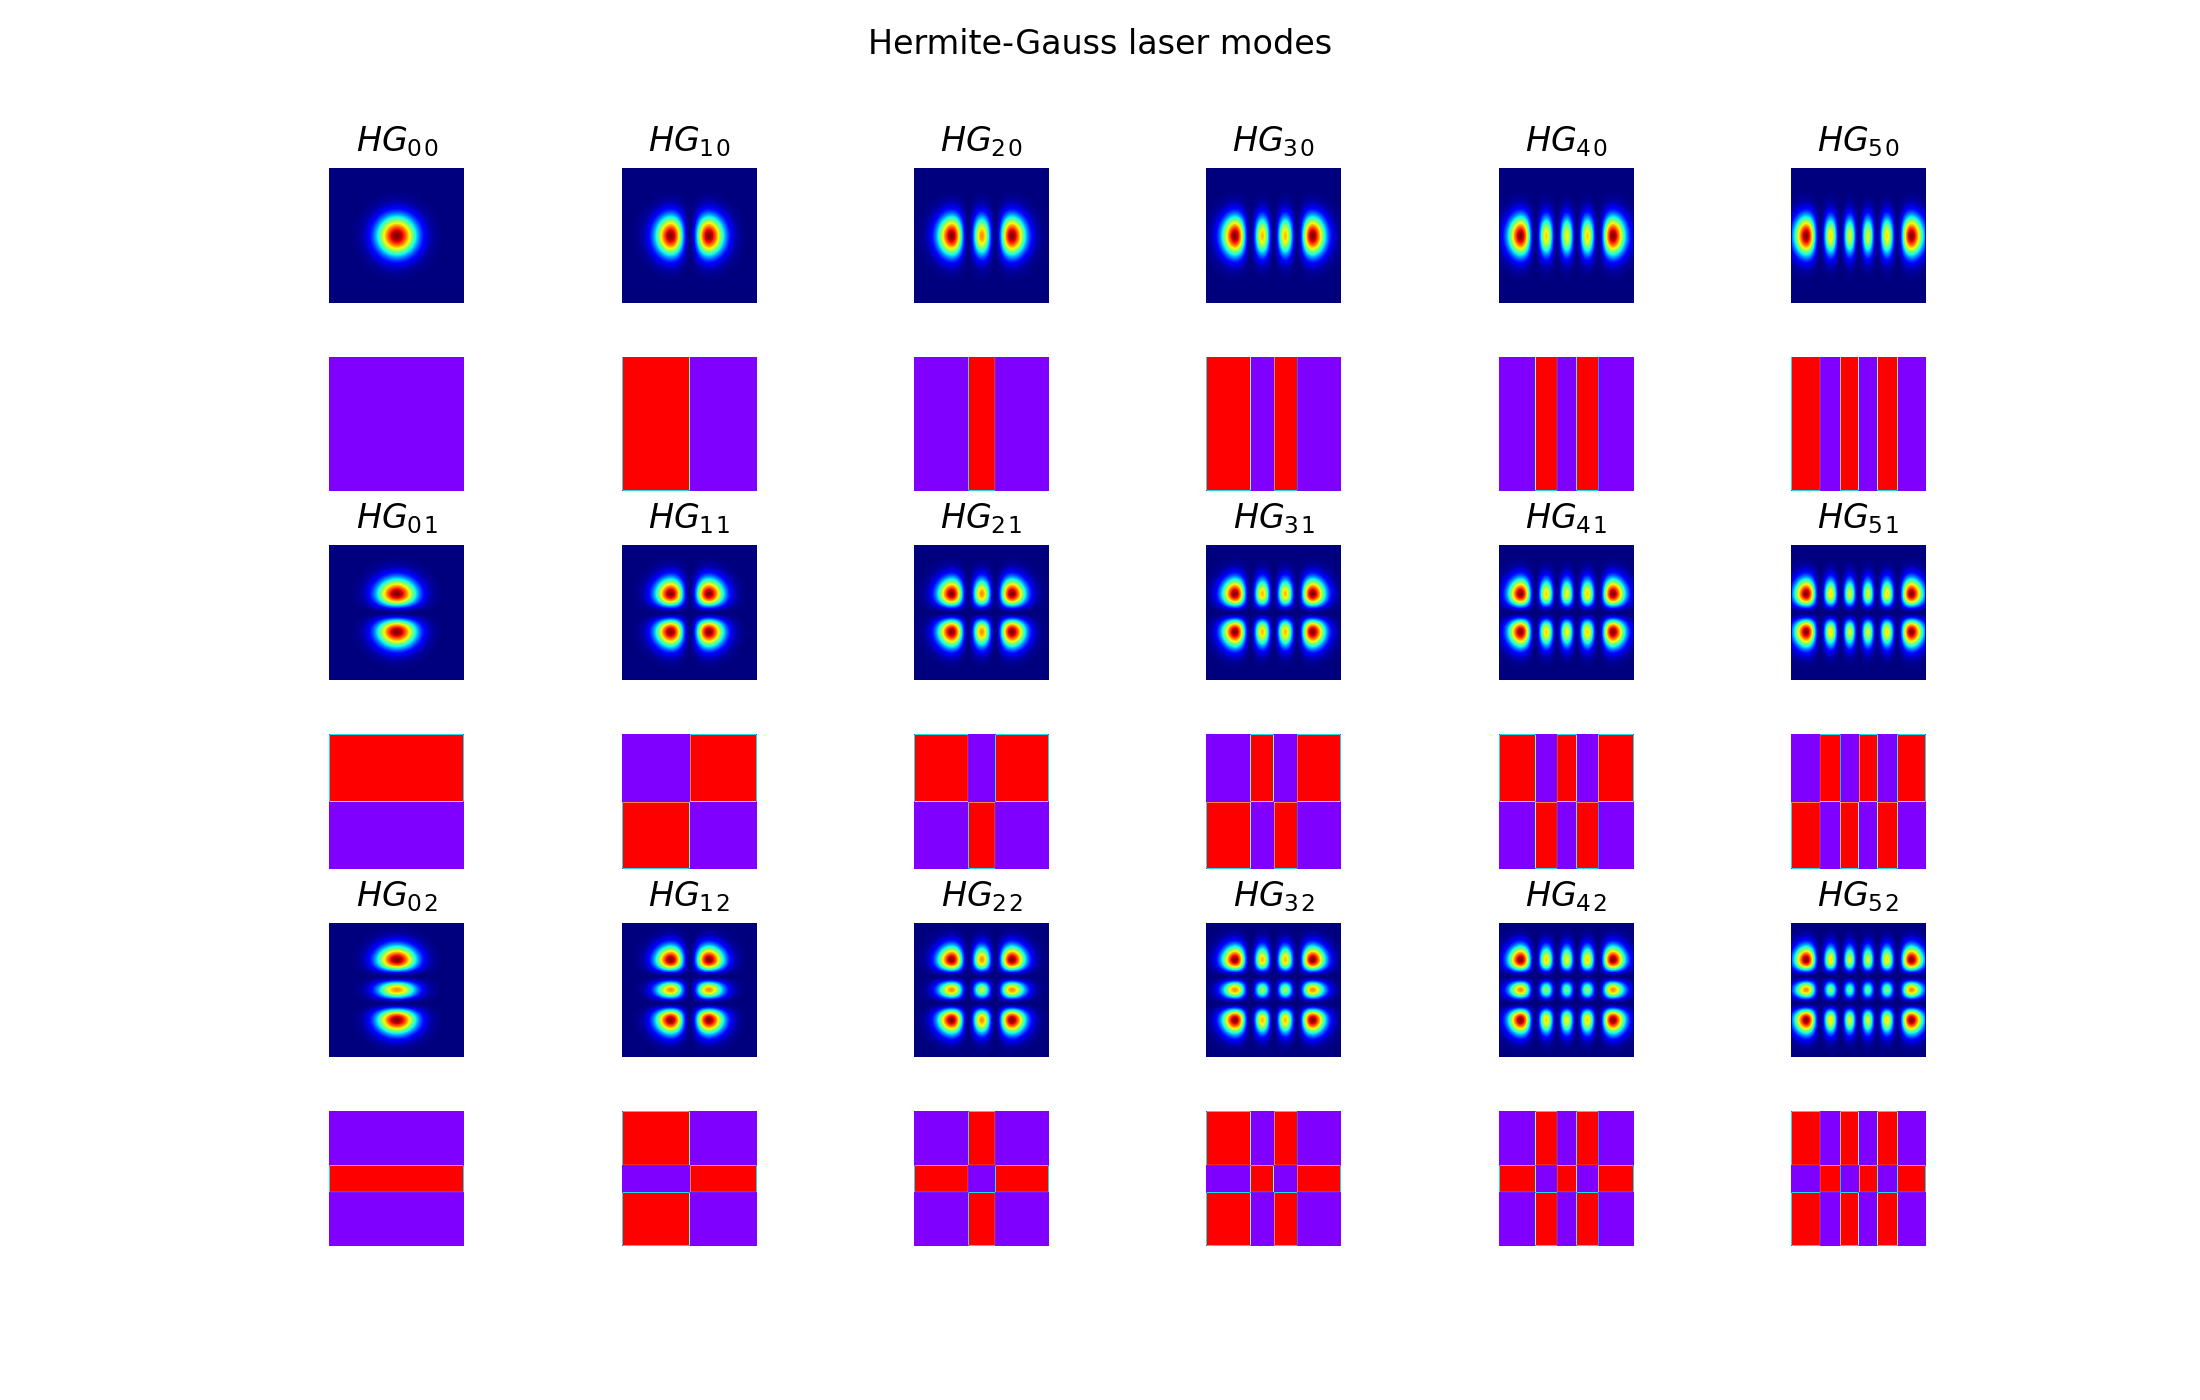 Hermite-Gauss laser modes
HG₀₀ HG₁₀ HG₂₀ HG₃₀ HG₄₀ HG₅₀
HG₀₁ HG₁₁ HG₂₁ HG₃₁ HG₄₁ HG₅₁
HG₀₂ HG₁₂ HG₂₂ HG₃₂ HG₄₂ HG₅₂